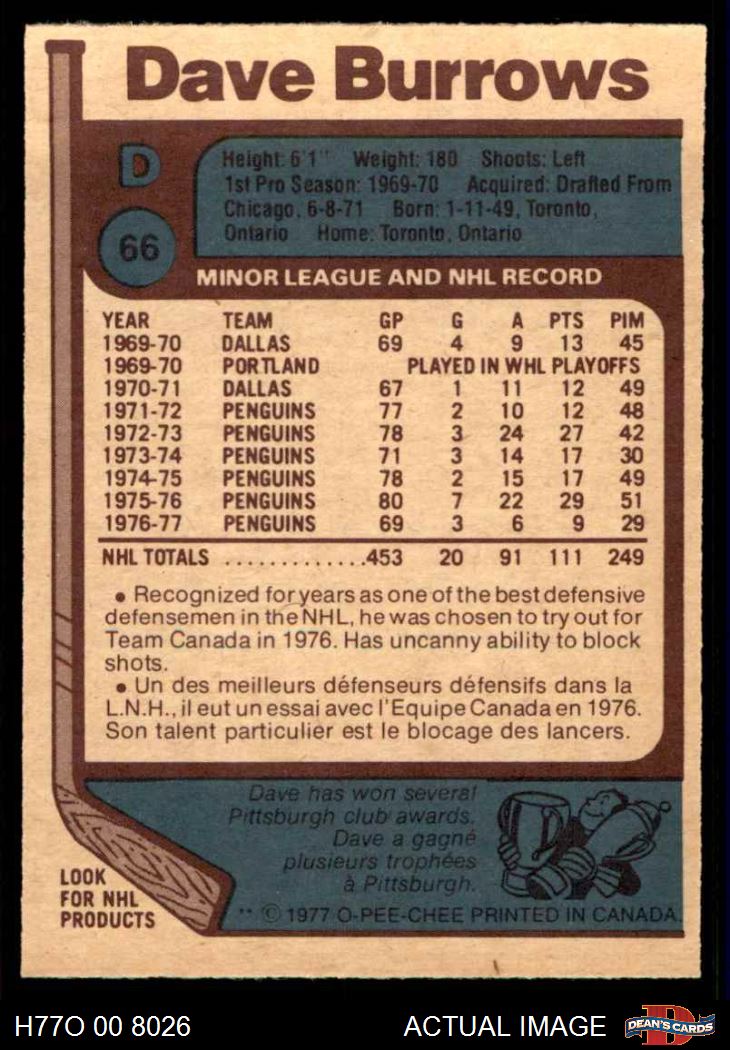 Dave Burrows
D
66
Height: 6'1" Weight: 180 Shoots: Left
1st Pro Season: 1969-70 Acquired: Drafted From
Chicago, 6-8-71 Born: 1-11-49, Toronto,
Ontario Home: Toronto, Ontario
MINOR LEAGUE AND NHL RECORD
YEAR TEAM GP G A PTS PIM
1969-70 DALLAS 69 4 9 13 45
1969-70 PORTLAND PLAYED IN WHL PLAYOFFS
1970-71 DALLAS 67 1 11 12 49
1971-72 PENGUINS 77 2 10 12 48
1972-73 PENGUINS 78 3 24 27 42
1973-74 PENGUINS 71 3 14 17 30
1974-75 PENGUINS 78 2 15 17 49
1975-76 PENGUINS 80 7 22 29 51
1976-77 PENGUINS 69 3 6 9 29
NHL TOTALS .............453 20 91 111 249
• Recognized for years as one of the best defensive
defensemen in the NHL, he was chosen to try out for
Team Canada in 1976. Has uncanny ability to block
shots.
• Un des meilleurs défenseurs défensifs dans la
L.N.H., il eut un essai avec l'Equipe Canada en 1976.
Son talent particulier est le blocage des lancers.
Dave has won several
Pittsburgh club awards.
Dave a gagné
plusieurs trophées
à Pittsburgh.
LOOK
FOR NHL
PRODUCTS
** © 1977 O-PEE-CHEE PRINTED IN CANADA.
H77O 00 8026 ACTUAL IMAGE
DEAN'S CARDS